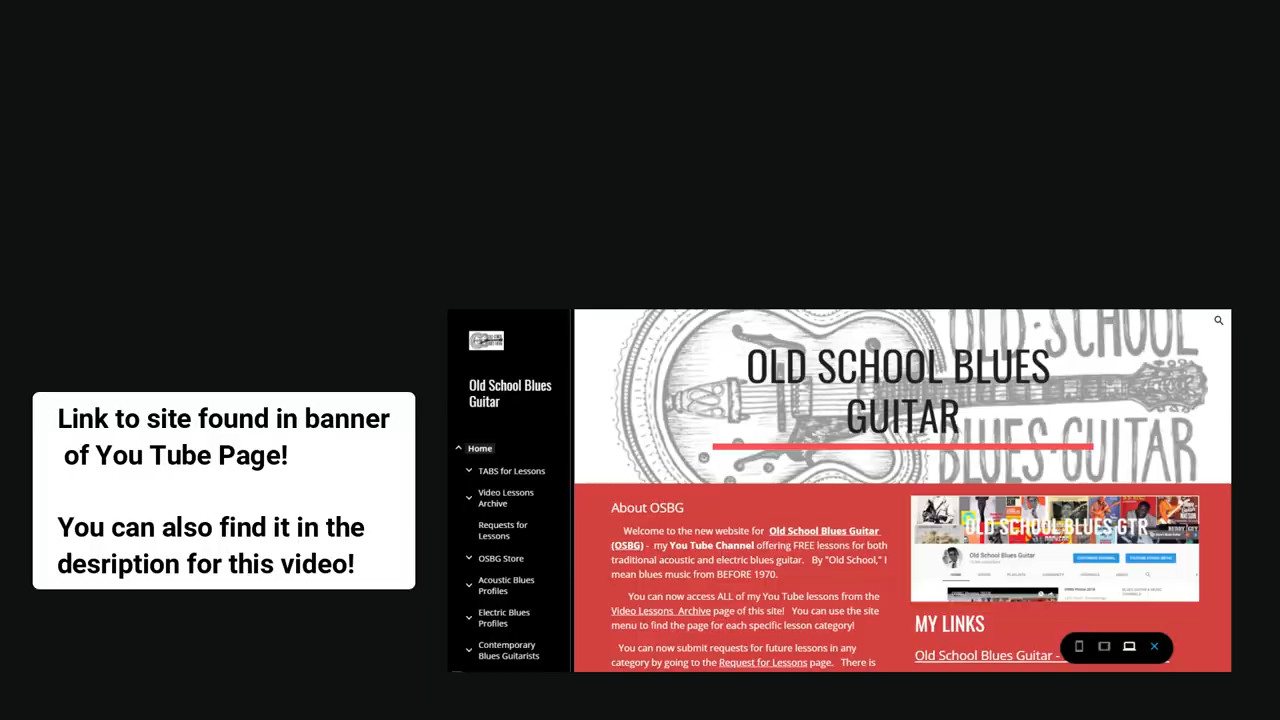 Link to site found in banner
of You Tube Page!
You can also find it in the
desription for this video!
Old School Blues
Guitar
Home
TABS for Lessons
Video Lessons
Archive
Requests for
Lessons
OSBG Store
Acoustic Blues
Profiles
Electric Blues
Profiles
Contemporary
Blues Guitarists
OLD SCHOOL BLUES
GUITAR
OLD-SCHOOL
BLUES-GUITAR
About OSBG
Welcome to the new website for Old School Blues Guitar
(OSBG) - my You Tube Channel offering FREE lessons for both
traditional acoustic and electric blues guitar. By "Old School," I
mean blues music from BEFORE 1970.
You can now access ALL of my You Tube lessons from the
Video Lessons Archive page of this site! You can use the site
menu to find the page for each specific lesson category!
You can now submit requests for future lessons in any
category by going to the Request for Lessons page. There is
OLD SCHOOL BLUES GTR
Old School Blues Guitar
HOME
MY LINKS
Old School Blues Guitar -